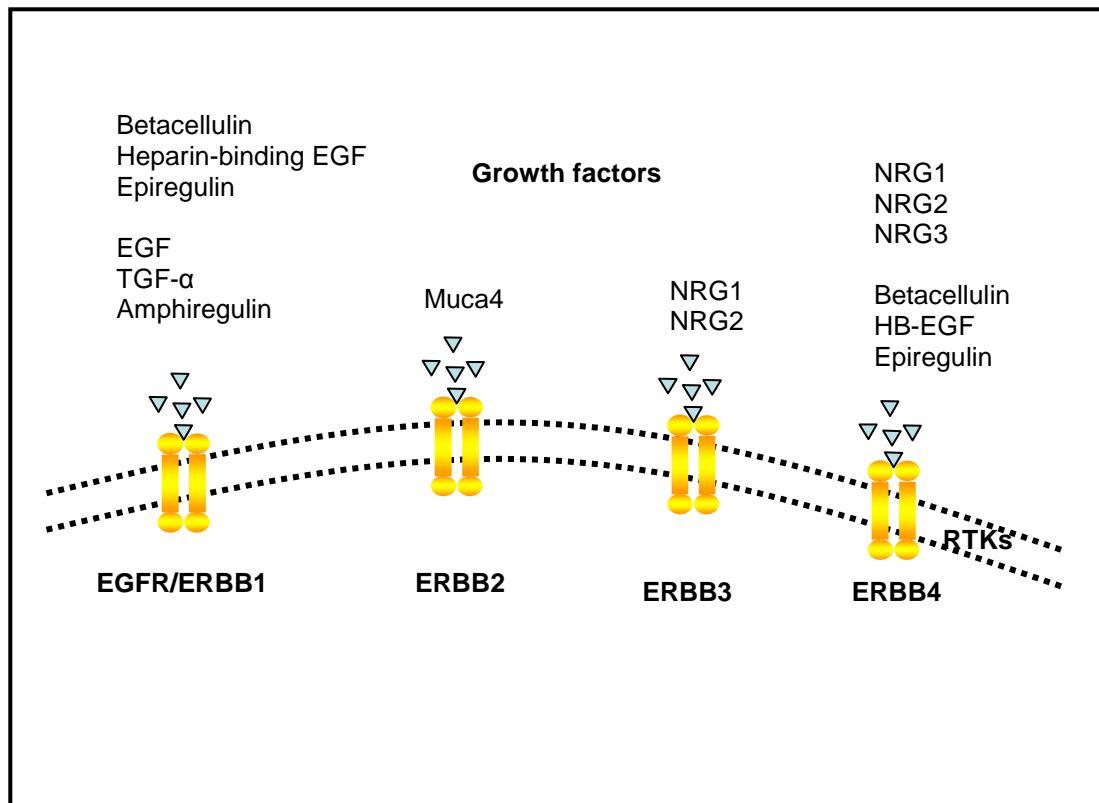 Betacellulin
Heparin-binding EGF
Epiregulin
EGF
TGF-α
Amphiregulin
Growth factors
Muca4
NRG1
NRG2
NRG1
NRG2
NRG3
Betacellulin
HB-EGF
Epiregulin
RTKs
EGFR/ERBB1
ERBB2
ERBB3
ERBB4